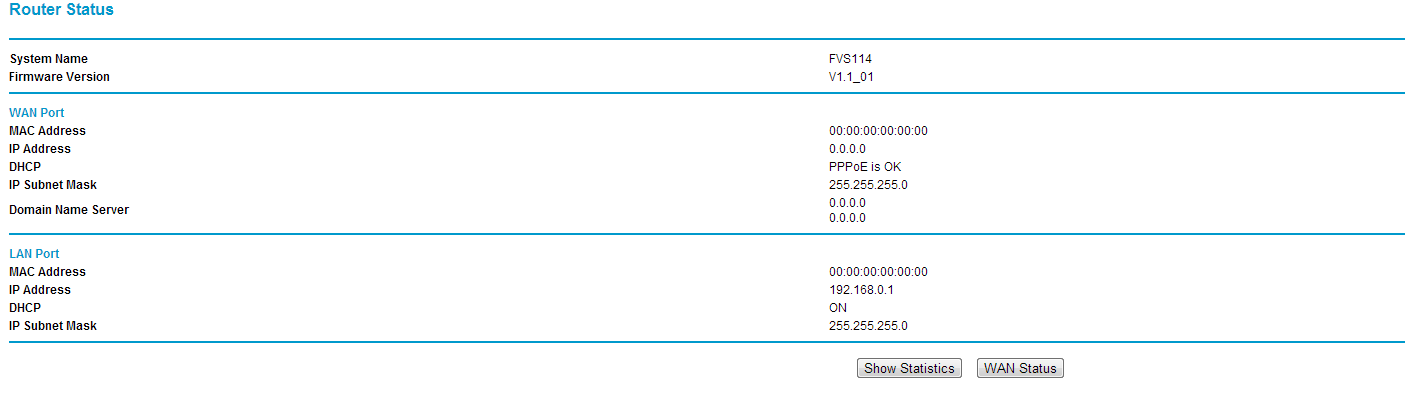 Router Status
System Name FVS114
Firmware Version V1.1_01
WAN Port
MAC Address 00:00:00:00:00:00
IP Address 0.0.0.0
DHCP PPPoE is OK
IP Subnet Mask 255.255.255.0
Domain Name Server 0.0.0.0
0.0.0.0
LAN Port
MAC Address 00:00:00:00:00:00
IP Address 192.168.0.1
DHCP ON
IP Subnet Mask 255.255.255.0
Show Statistics WAN Status